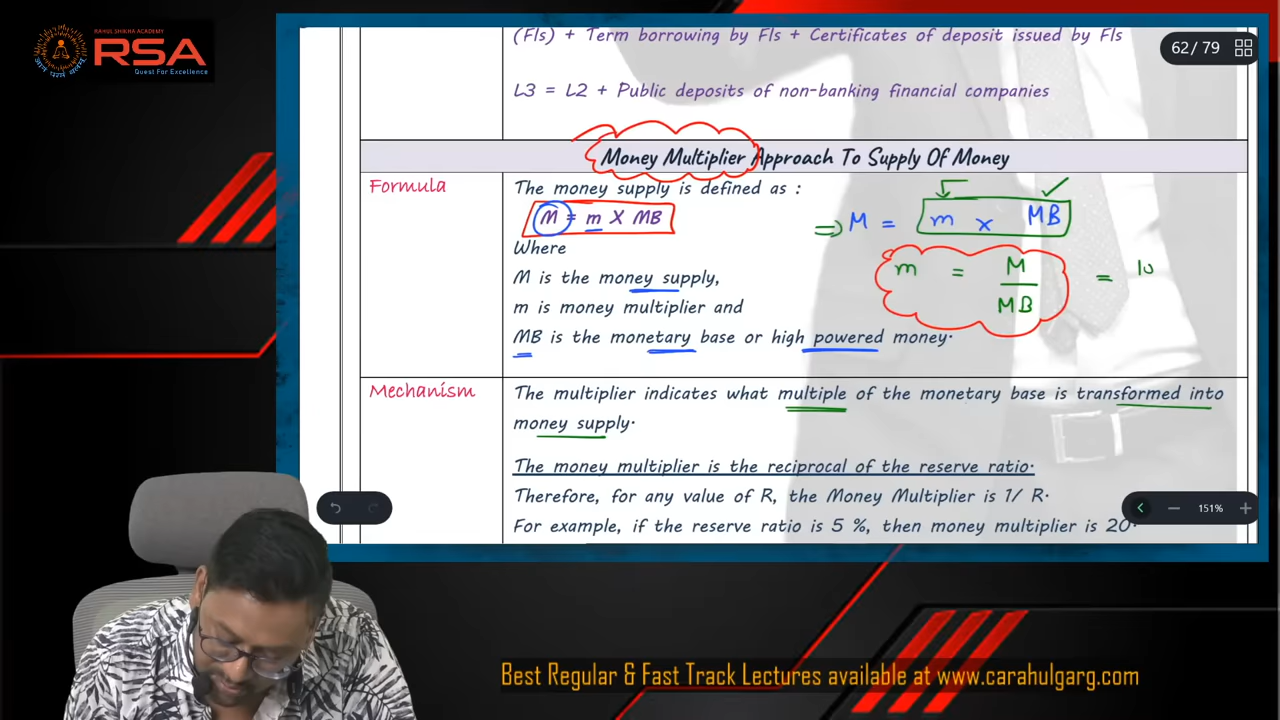 RAHUL SHIKHA ACADEMY
RSA
Quest For Excellence
62 / 79
(FIs) + Term borrowing by FIs + Certificates of deposit issued by FIs
L3 = L2 + Public deposits of non-banking financial companies
Money Multiplier Approach To Supply Of Money
Formula
The money supply is defined as :
M = m X MB
Where
M is the money supply,
m is money multiplier and
MB is the monetary base or high powered money.
⇒ M = m x MB
m = M / MB = 10
Mechanism
The multiplier indicates what multiple of the monetary base is transformed into
money supply.
The money multiplier is the reciprocal of the reserve ratio.
Therefore, for any value of R, the Money Multiplier is 1/ R.
For example, if the reserve ratio is 5 %, then money multiplier is 20.
151%
Best Regular & Fast Track Lectures available at www.carahulgarg.com